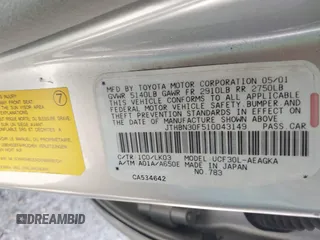 MFD BY: TOYOTA MOTOR CORPORATION 05/01
GVWR 5140LB GAWR FR 2910LB RR 2750LB
THIS VEHICLE CONFORMS TO ALL APPLICABLE
FEDERAL MOTOR VEHICLE SAFETY, BUMPER AND
THEFT PREVENTION STANDARDS IN EFFECT ON
THE DATE OF MANUFACTURE SHOWN ABOVE.
JTHBN30F510043149 PASS CAR
C/TR: 1C0/LK03 MODEL: UCF30L-AEAGKA
A/TM: A01A/A650E MADE IN JAPAN
NO.783
CA534642
7